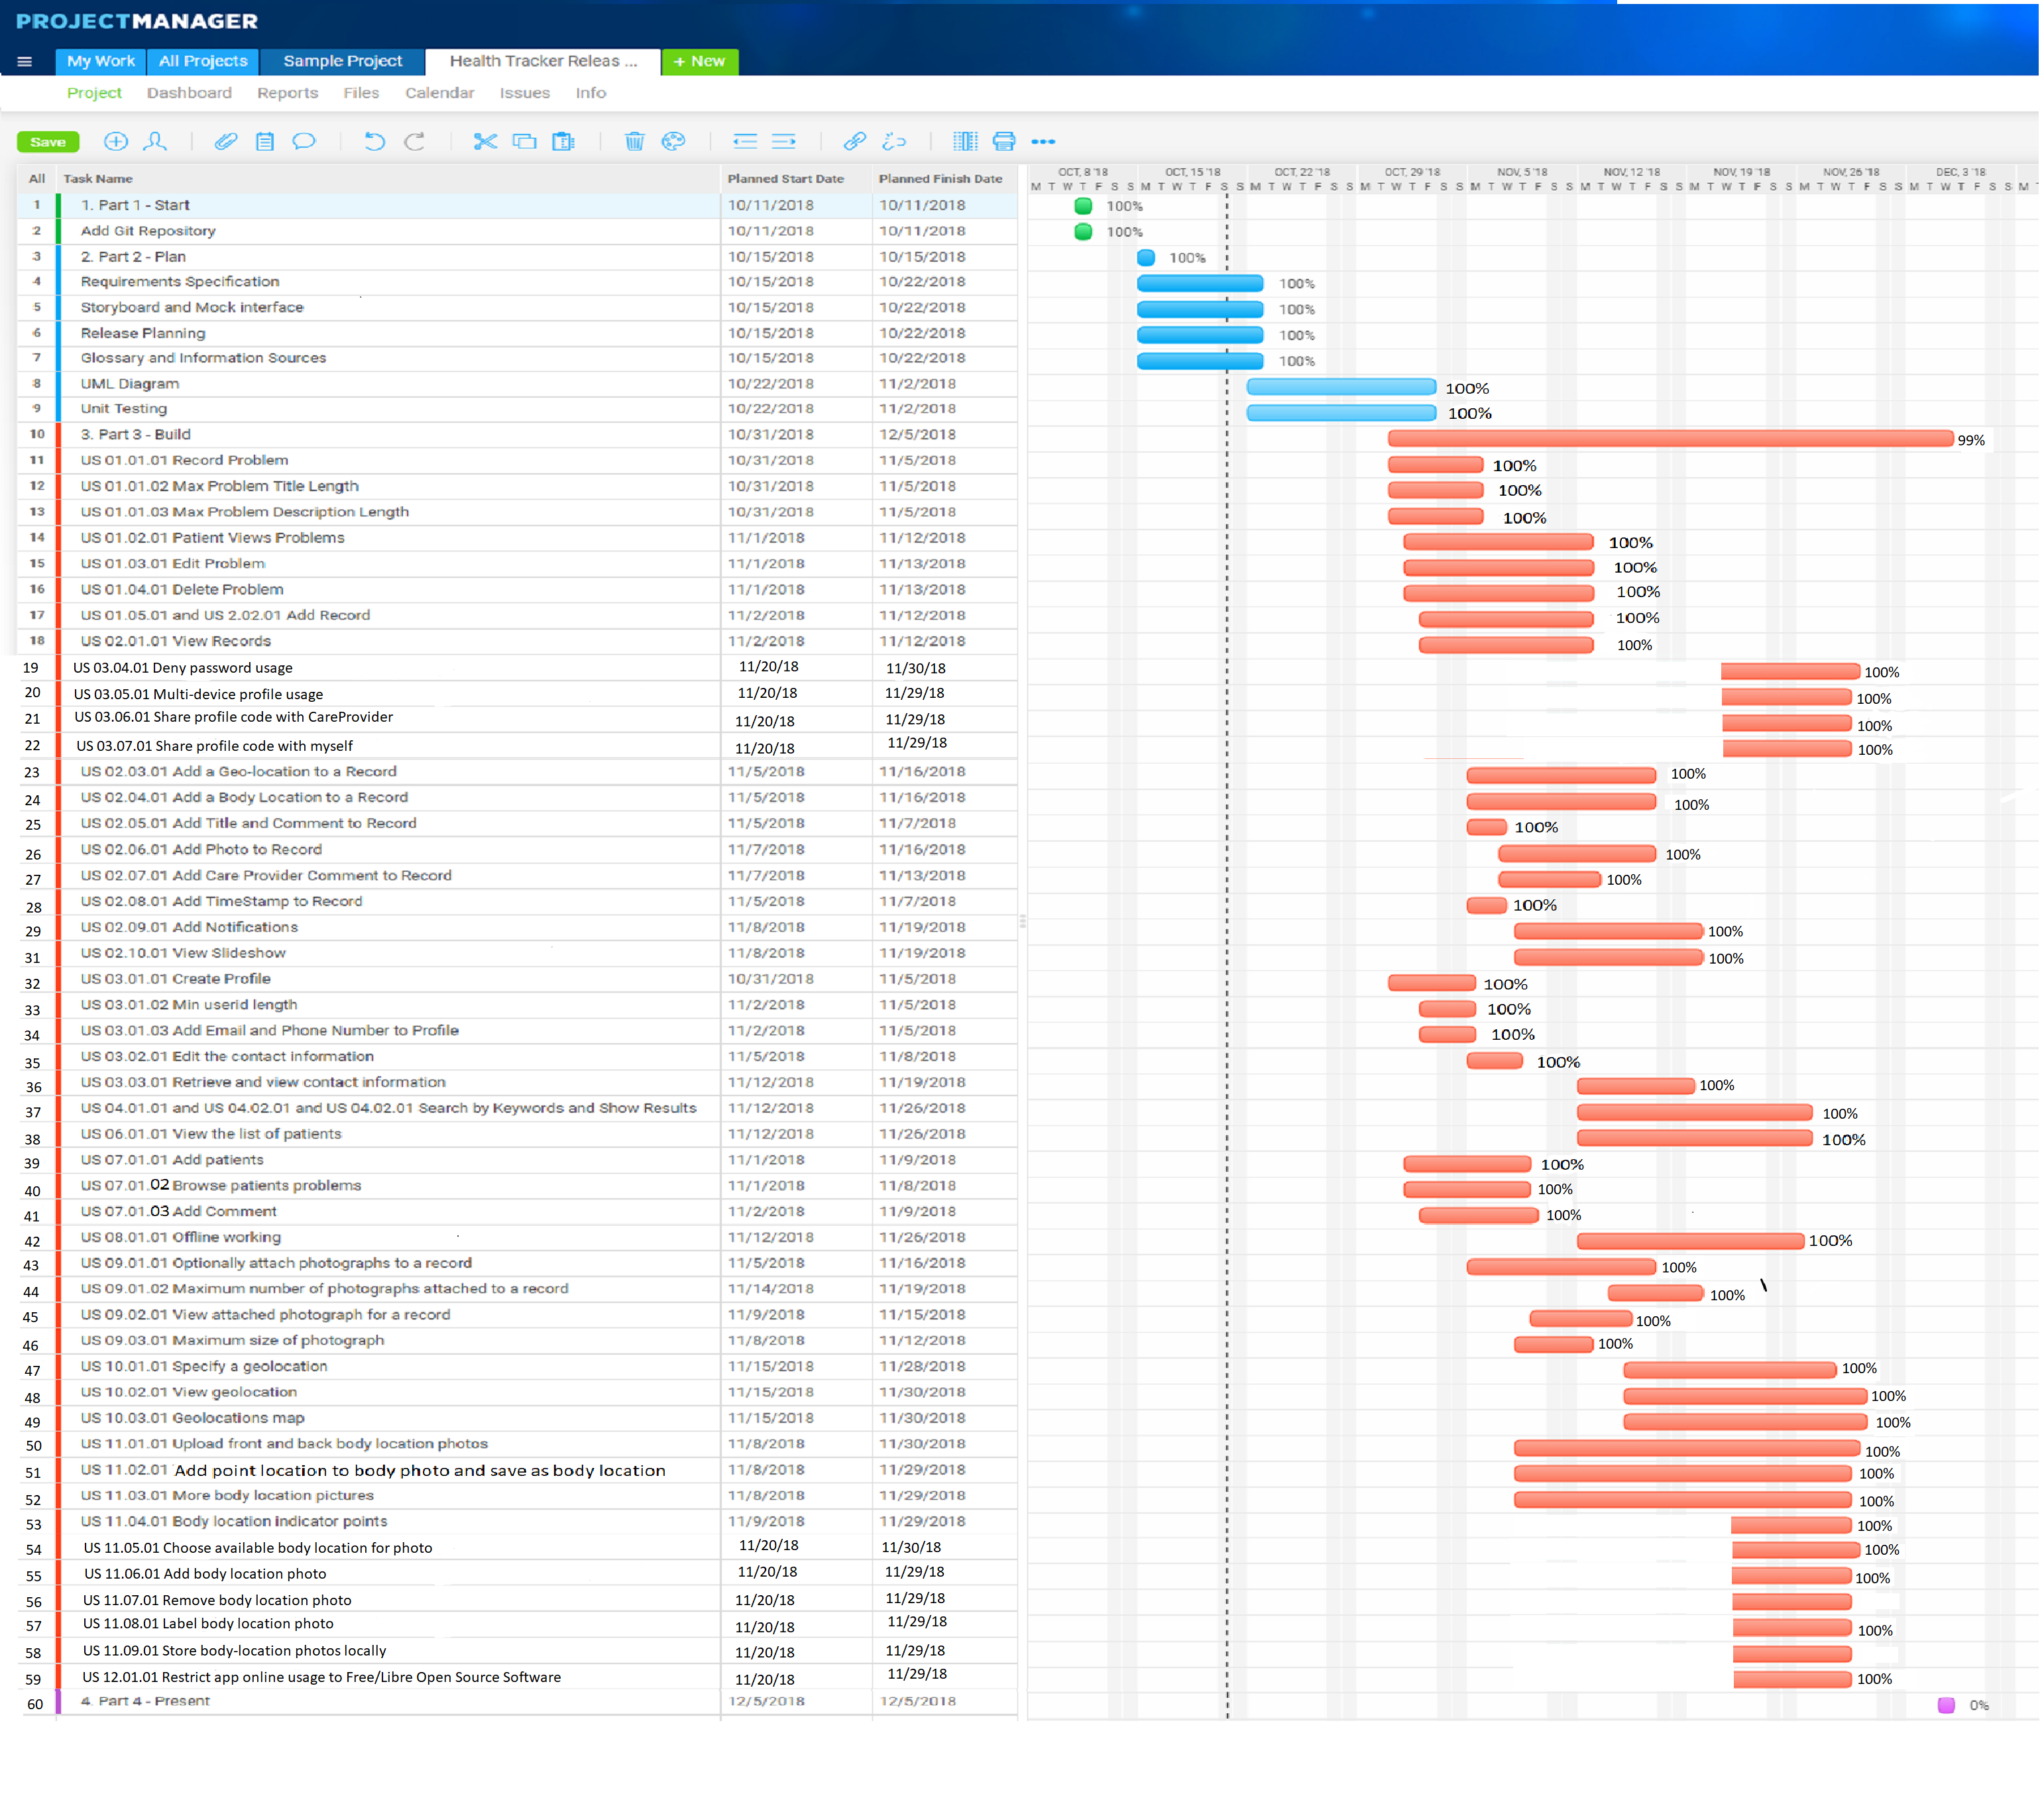 PROJECTMANAGER
My Work All Projects Sample Project Health Tracker Releas ... + New
Project Dashboard Reports Files Calendar Issues Info
Save
All Task Name Planned Start Date Planned Finish Date OCT, 8 '18 OCT, 15 '18 OCT, 22 '18 OCT, 29 '18 NOV, 5 '18 NOV, 12 '18 NOV, 19 '18 NOV, 26 '18 DEC, 3 '18
M T W T F S S M T W T F S S M T W T F S S M T W T F S S M T W T F S S M T W T F S S M T W T F S S M T W T F S S M T W T F S S M
1 1. Part 1 - Start 10/11/2018 10/11/2018 100%
2 Add Git Repository 10/11/2018 10/11/2018 100%
3 2. Part 2 - Plan 10/15/2018 10/15/2018 100%
4 Requirements Specification 10/15/2018 10/22/2018 100%
5 Storyboard and Mock interface 10/15/2018 10/22/2018 100%
6 Release Planning 10/15/2018 10/22/2018 100%
7 Glossary and Information Sources 10/15/2018 10/22/2018 100%
8 UML Diagram 10/22/2018 11/2/2018 100%
9 Unit Testing 10/22/2018 11/2/2018 100%
10 3. Part 3 - Build 10/31/2018 12/5/2018 99%
11 US 01.01.01 Record Problem 10/31/2018 11/5/2018 100%
12 US 01.01.02 Max Problem Title Length 10/31/2018 11/5/2018 100%
13 US 01.01.03 Max Problem Description Length 10/31/2018 11/5/2018 100%
14 US 01.02.01 Patient Views Problems 11/1/2018 11/12/2018 100%
15 US 01.03.01 Edit Problem 11/1/2018 11/13/2018 100%
16 US 01.04.01 Delete Problem 11/1/2018 11/13/2018 100%
17 US 01.05.01 and US 2.02.01 Add Record 11/2/2018 11/12/2018 100%
18 US 02.01.01 View Records 11/2/2018 11/12/2018 100%
19 US 03.04.01 Deny password usage 11/20/18 11/30/18 100%
20 US 03.05.01 Multi-device profile usage 11/20/18 11/29/18 100%
21 US 03.06.01 Share profile code with CareProvider 11/20/18 11/29/18 100%
22 US 03.07.01 Share profile code with myself 11/20/18 11/29/18 100%
23 US 02.03.01 Add a Geo-location to a Record 11/5/2018 11/16/2018 100%
24 US 02.04.01 Add a Body Location to a Record 11/5/2018 11/16/2018 100%
25 US 02.05.01 Add Title and Comment to Record 11/5/2018 11/7/2018 100%
26 US 02.06.01 Add Photo to Record 11/7/2018 11/16/2018 100%
27 US 02.07.01 Add Care Provider Comment to Record 11/7/2018 11/13/2018 100%
28 US 02.08.01 Add TimeStamp to Record 11/5/2018 11/7/2018 100%
29 US 02.09.01 Add Notifications 11/8/2018 11/19/2018 100%
31 US 02.10.01 View Slideshow 11/8/2018 11/19/2018 100%
32 US 03.01.01 Create Profile 10/31/2018 11/5/2018 100%
33 US 03.01.02 Min userid length 11/2/2018 11/5/2018 100%
34 US 03.01.03 Add Email and Phone Number to Profile 11/2/2018 11/5/2018 100%
35 US 03.02.01 Edit the contact information 11/5/2018 11/8/2018 100%
36 US 03.03.01 Retrieve and view contact information 11/12/2018 11/19/2018 100%
37 US 04.01.01 and US 04.02.01 and US 04.02.01 Search by Keywords and Show Results 11/12/2018 11/26/2018 100%
38 US 06.01.01 View the list of patients 11/12/2018 11/26/2018 100%
39 US 07.01.01 Add patients 11/1/2018 11/9/2018 100%
40 US 07.01.02 Browse patients problems 11/1/2018 11/8/2018 100%
41 US 07.01.03 Add Comment 11/2/2018 11/9/2018 100%
42 US 08.01.01 Offline working 11/12/2018 11/26/2018 100%
43 US 09.01.01 Optionally attach photographs to a record 11/5/2018 11/16/2018 100%
44 US 09.01.02 Maximum number of photographs attached to a record 11/14/2018 11/19/2018 100%
45 US 09.02.01 View attached photograph for a record 11/9/2018 11/15/2018 100%
46 US 09.03.01 Maximum size of photograph 11/8/2018 11/12/2018 100%
47 US 10.01.01 Specify a geolocation 11/15/2018 11/28/2018 100%
48 US 10.02.01 View geolocation 11/15/2018 11/30/2018 100%
49 US 10.03.01 Geolocations map 11/15/2018 11/30/2018 100%
50 US 11.01.01 Upload front and back body location photos 11/8/2018 11/30/2018 100%
51 US 11.02.01 Add point location to body photo and save as body location 11/8/2018 11/29/2018 100%
52 US 11.03.01 More body location pictures 11/8/2018 11/29/2018 100%
53 US 11.04.01 Body location indicator points 11/9/2018 11/29/2018 100%
54 US 11.05.01 Choose available body location for photo 11/20/18 11/30/18 100%
55 US 11.06.01 Add body location photo 11/20/18 11/29/18 100%
56 US 11.07.01 Remove body location photo 11/20/18 11/29/18
57 US 11.08.01 Label body location photo 11/20/18 11/29/18 100%
58 US 11.09.01 Store body-location photos locally 11/20/18 11/29/18
59 US 12.01.01 Restrict app online usage to Free/Libre Open Source Software 11/20/18 11/29/18 100%
60 4. Part 4 - Present 12/5/2018 12/5/2018 0%